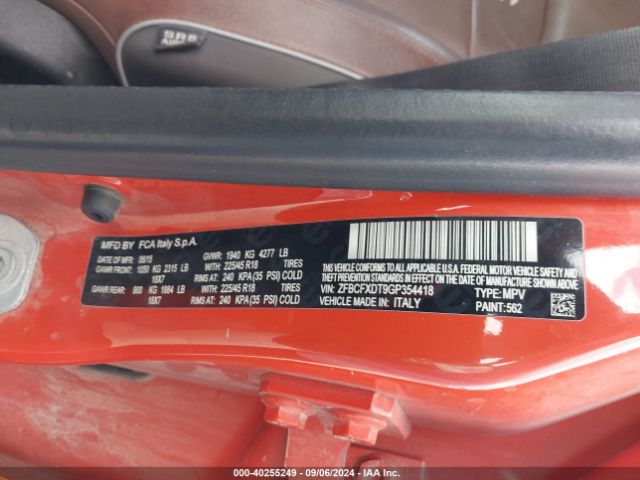 SRS
MFD BY FCA Italy S.p.A.
DATE OF MFR: 08/15 GVWR: 1940 KG 4277 LB
GAWR FRONT: 1050 KG 2315 LB WITH: 225/45 R18 TIRES
18X7 RIMS AT: 240 KPA(35 PSI) COLD
GAWR REAR: 900 KG 1984 LB WITH: 225/45 R18 TIRES
18X7 RIMS AT: 240 KPA(35 PSI) COLD
THIS VEHICLE CONFORMS TO ALL APPLICABLE U.S.A. FEDERAL MOTOR VEHICLE SAFETY, BUMPER, AND
THEFT PREVENTION STANDARDS IN EFFECT ON THE DATE OF MANUFACTURE SHOWN ABOVE.
VIN: ZFBCFXDT9GP354418 TYPE: MPV
VEHICLE MADE IN: ITALY PAINT: 562
000-40255249 - 09/06/2024 - IAA Inc.